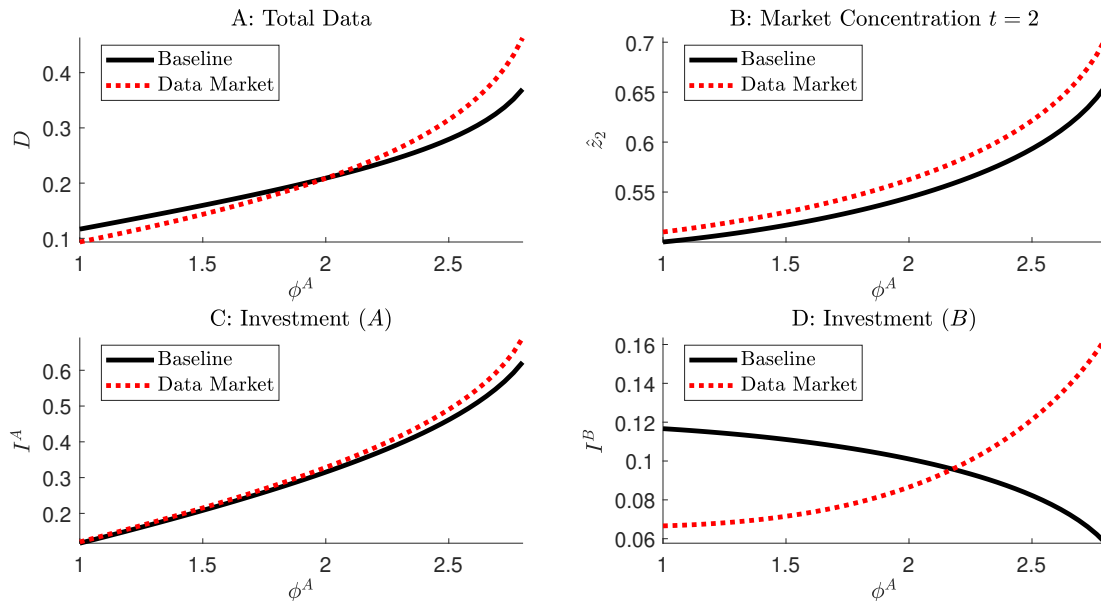 A: Total Data
Baseline
Data Market
0.4
0.3
0.2
0.1
D
1
1.5
2
2.5
ϕ^A
B: Market Concentration t = 2
Baseline
Data Market
0.7
0.65
0.6
0.55
ẑ₂
1
1.5
2
2.5
ϕ^A
C: Investment (A)
Baseline
Data Market
0.6
0.5
0.4
0.3
0.2
I^A
1
1.5
2
2.5
ϕ^A
D: Investment (B)
Baseline
Data Market
0.16
0.14
0.12
0.1
0.08
0.06
I^B
1
1.5
2
2.5
ϕ^A